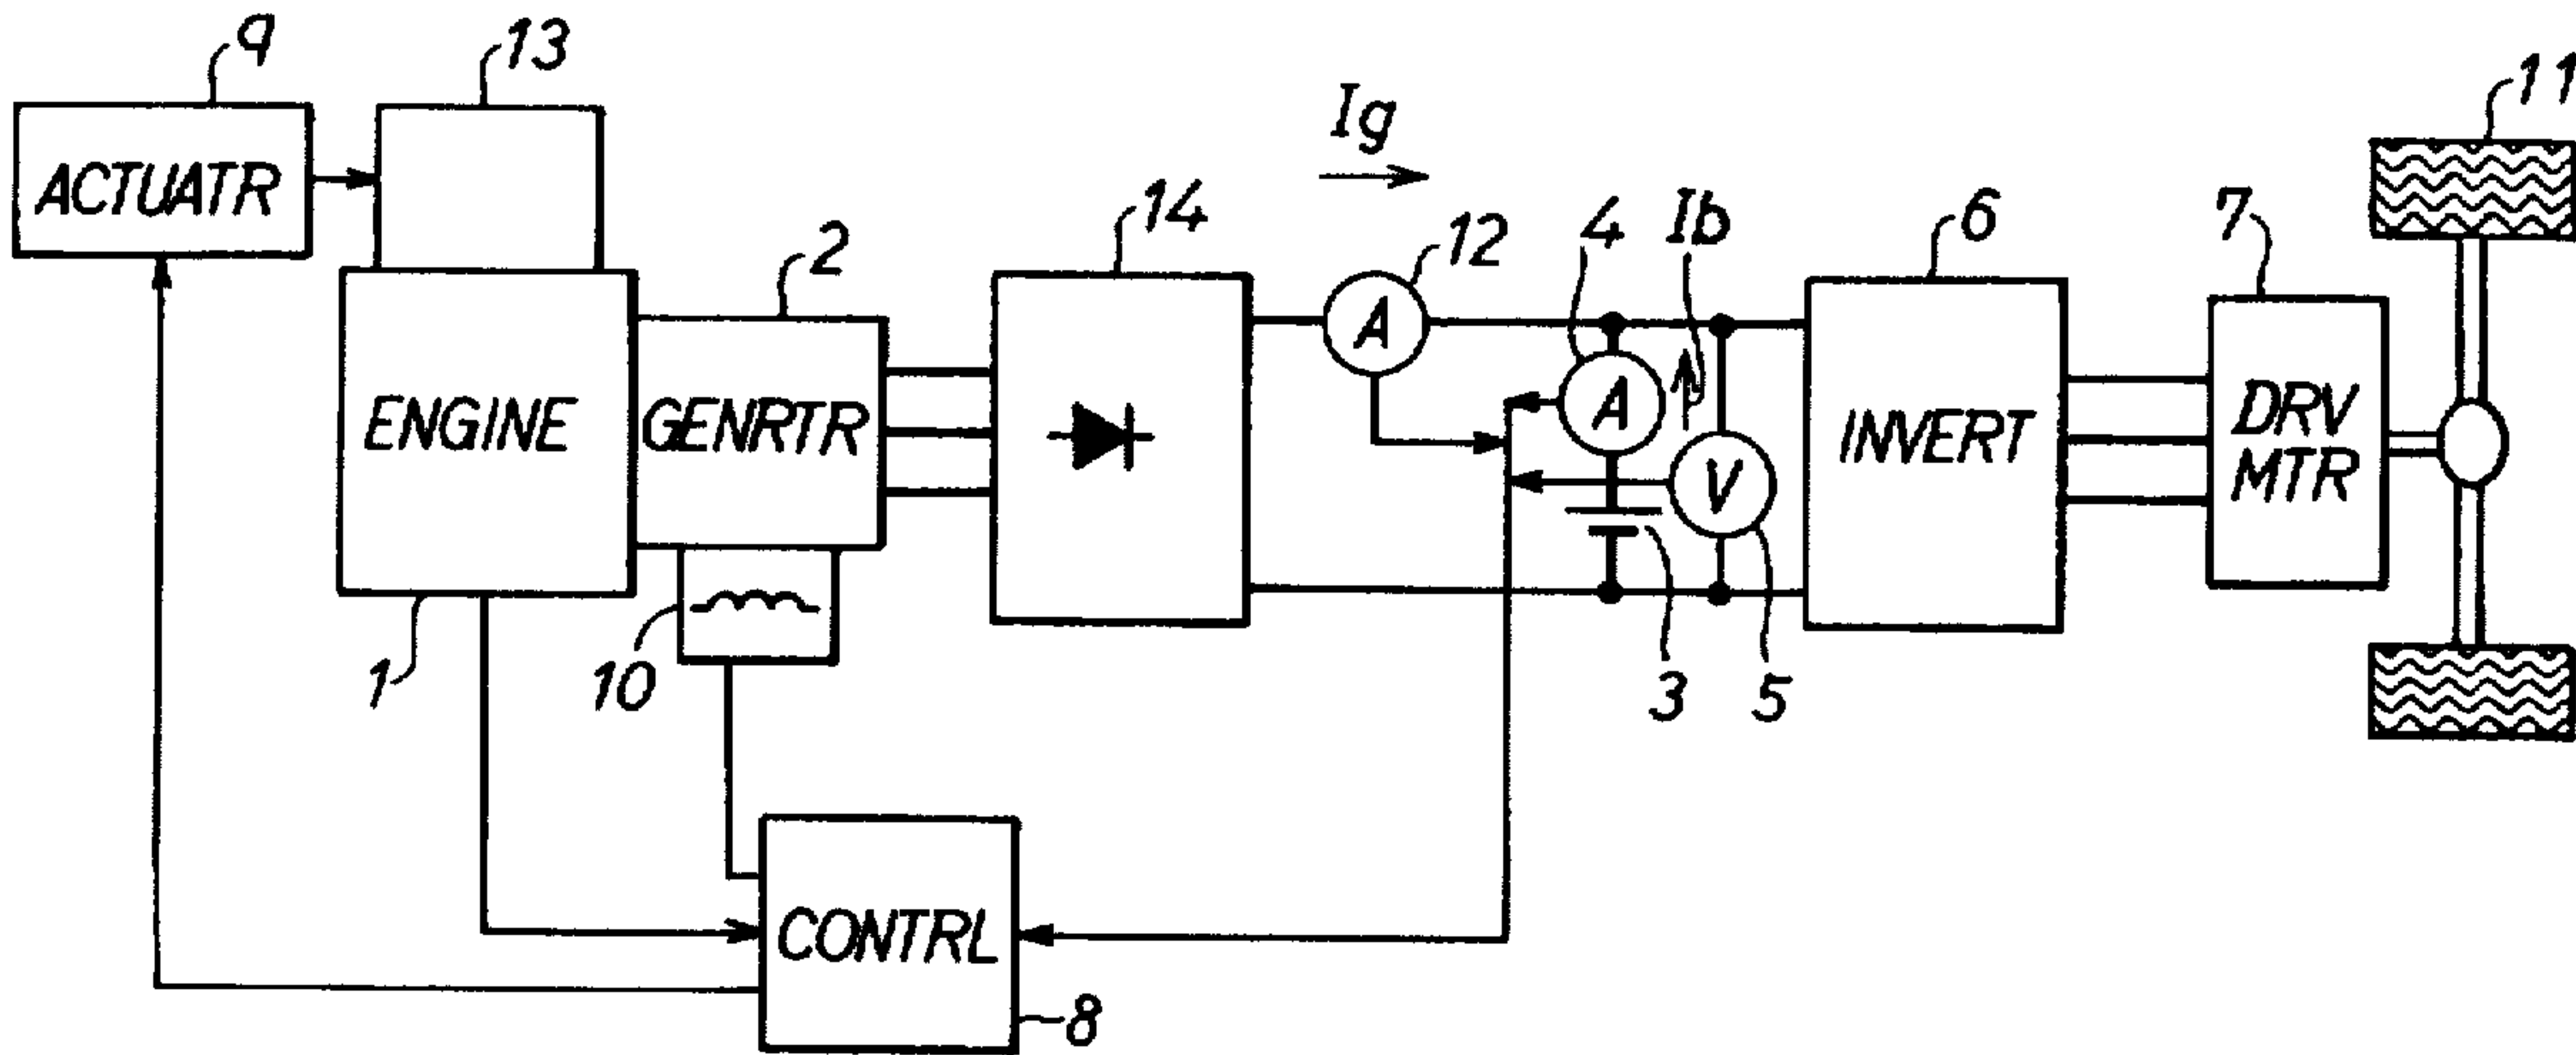 9
13
11
Ig
ACTUATR
14
12
4
Ib
6
7
2
A
A
ENGINE
GENRTR
INVERT
DRV
MTR
V
1
10
3
5
CONTRL
8